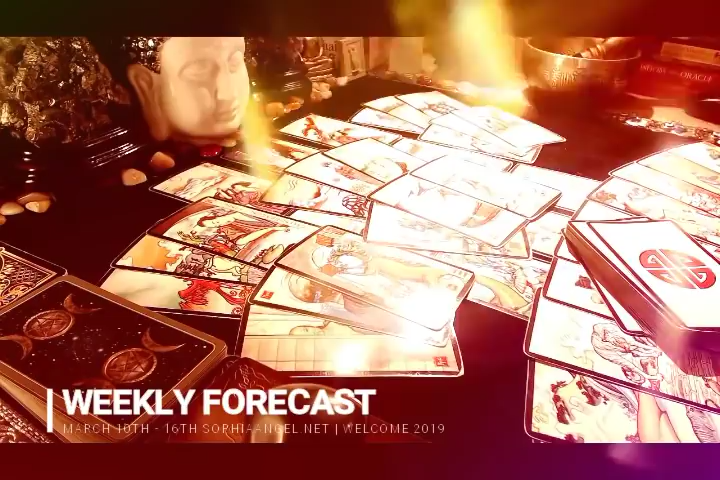 WEEKLY FORECAST
MARCH 10TH - 16TH SOPHIAANGEL.NET | WELCOME 2019